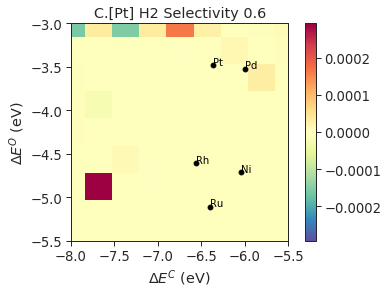 C.[Pt] H2 Selectivity 0.6
−3.0
−3.5
−4.0
−4.5
−5.0
−5.5
ΔE^O (eV)
Pt
Pd
Rh
Ni
Ru
−8.0 −7.5 −7.0 −6.5 −6.0 −5.5
ΔE^C (eV)
0.0002
0.0001
0.0000
−0.0001
−0.0002